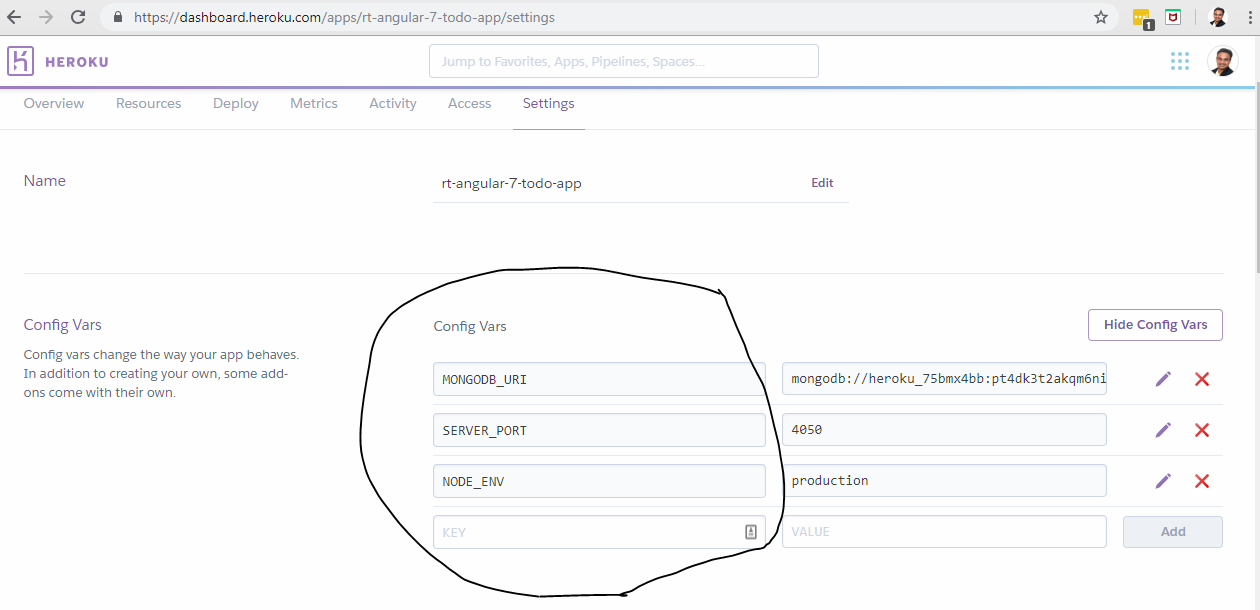 https://dashboard.heroku.com/apps/rt-angular-7-todo-app/settings
1
HEROKU
Jump to Favorites, Apps, Pipelines, Spaces...
Overview Resources Deploy Metrics Activity Access Settings
Name
rt-angular-7-todo-app Edit
Config Vars
Config vars change the way your app behaves.
In addition to creating your own, some add-
ons come with their own.
Config Vars Hide Config Vars
MONGODB_URI mongodb://heroku_75bmx4bb:pt4dk3t2akqm6ni
SERVER_PORT 4050
NODE_ENV production
KEY VALUE Add